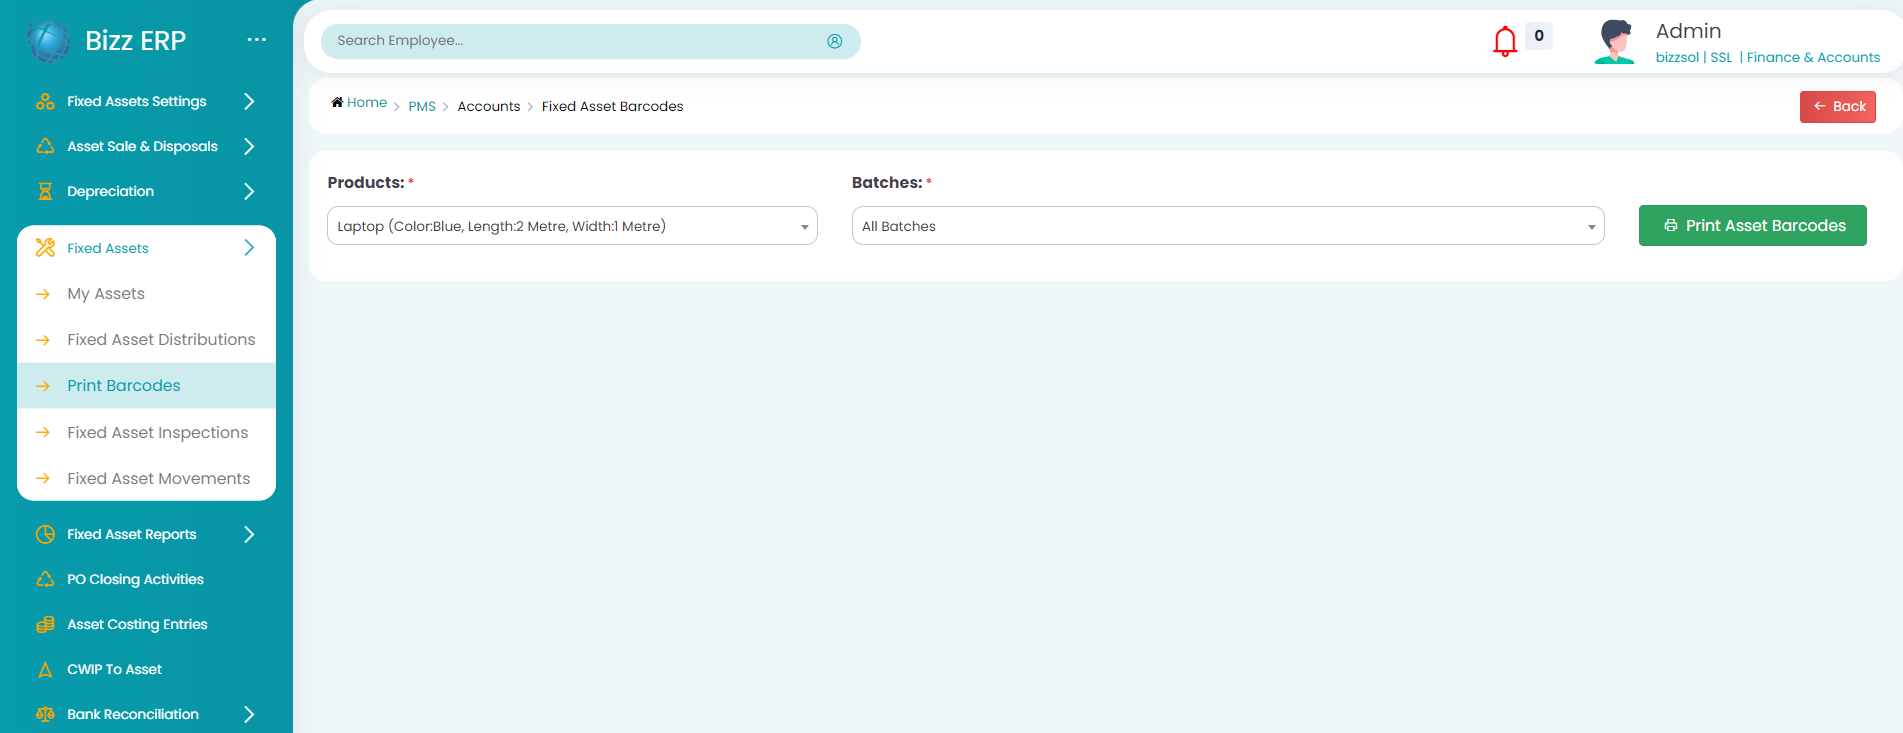 Bizz ERP
...
Fixed Assets Settings
Asset Sale & Disposals
Depreciation
Fixed Assets
My Assets
Fixed Asset Distributions
Print Barcodes
Fixed Asset Inspections
Fixed Asset Movements
Fixed Asset Reports
PO Closing Activities
Asset Costing Entries
CWIP To Asset
Bank Reconciliation
Search Employee...
0
Admin
bizzsol | SSL | Finance & Accounts
Home > PMS > Accounts > Fixed Asset Barcodes
Back
Products: *
Batches: *
Laptop (Color:Blue, Length:2 Metre, Width:1 Metre)
All Batches
Print Asset Barcodes